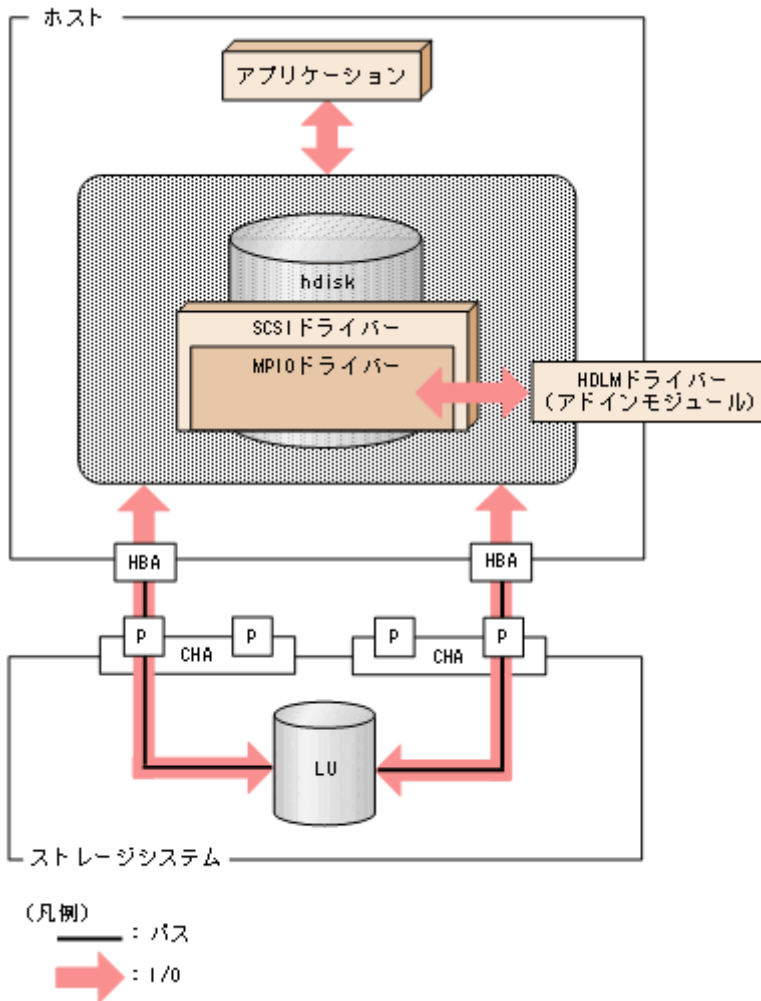 ホスト
アプリケーション
hdisk
SCSIドライバー
MPIOドライバー
HDLMドライバー
(アドインモジュール)
HBA
HBA
P
P
P
P
CHA
CHA
LU
ストレージシステム
(凡例)
：パス
：I/O